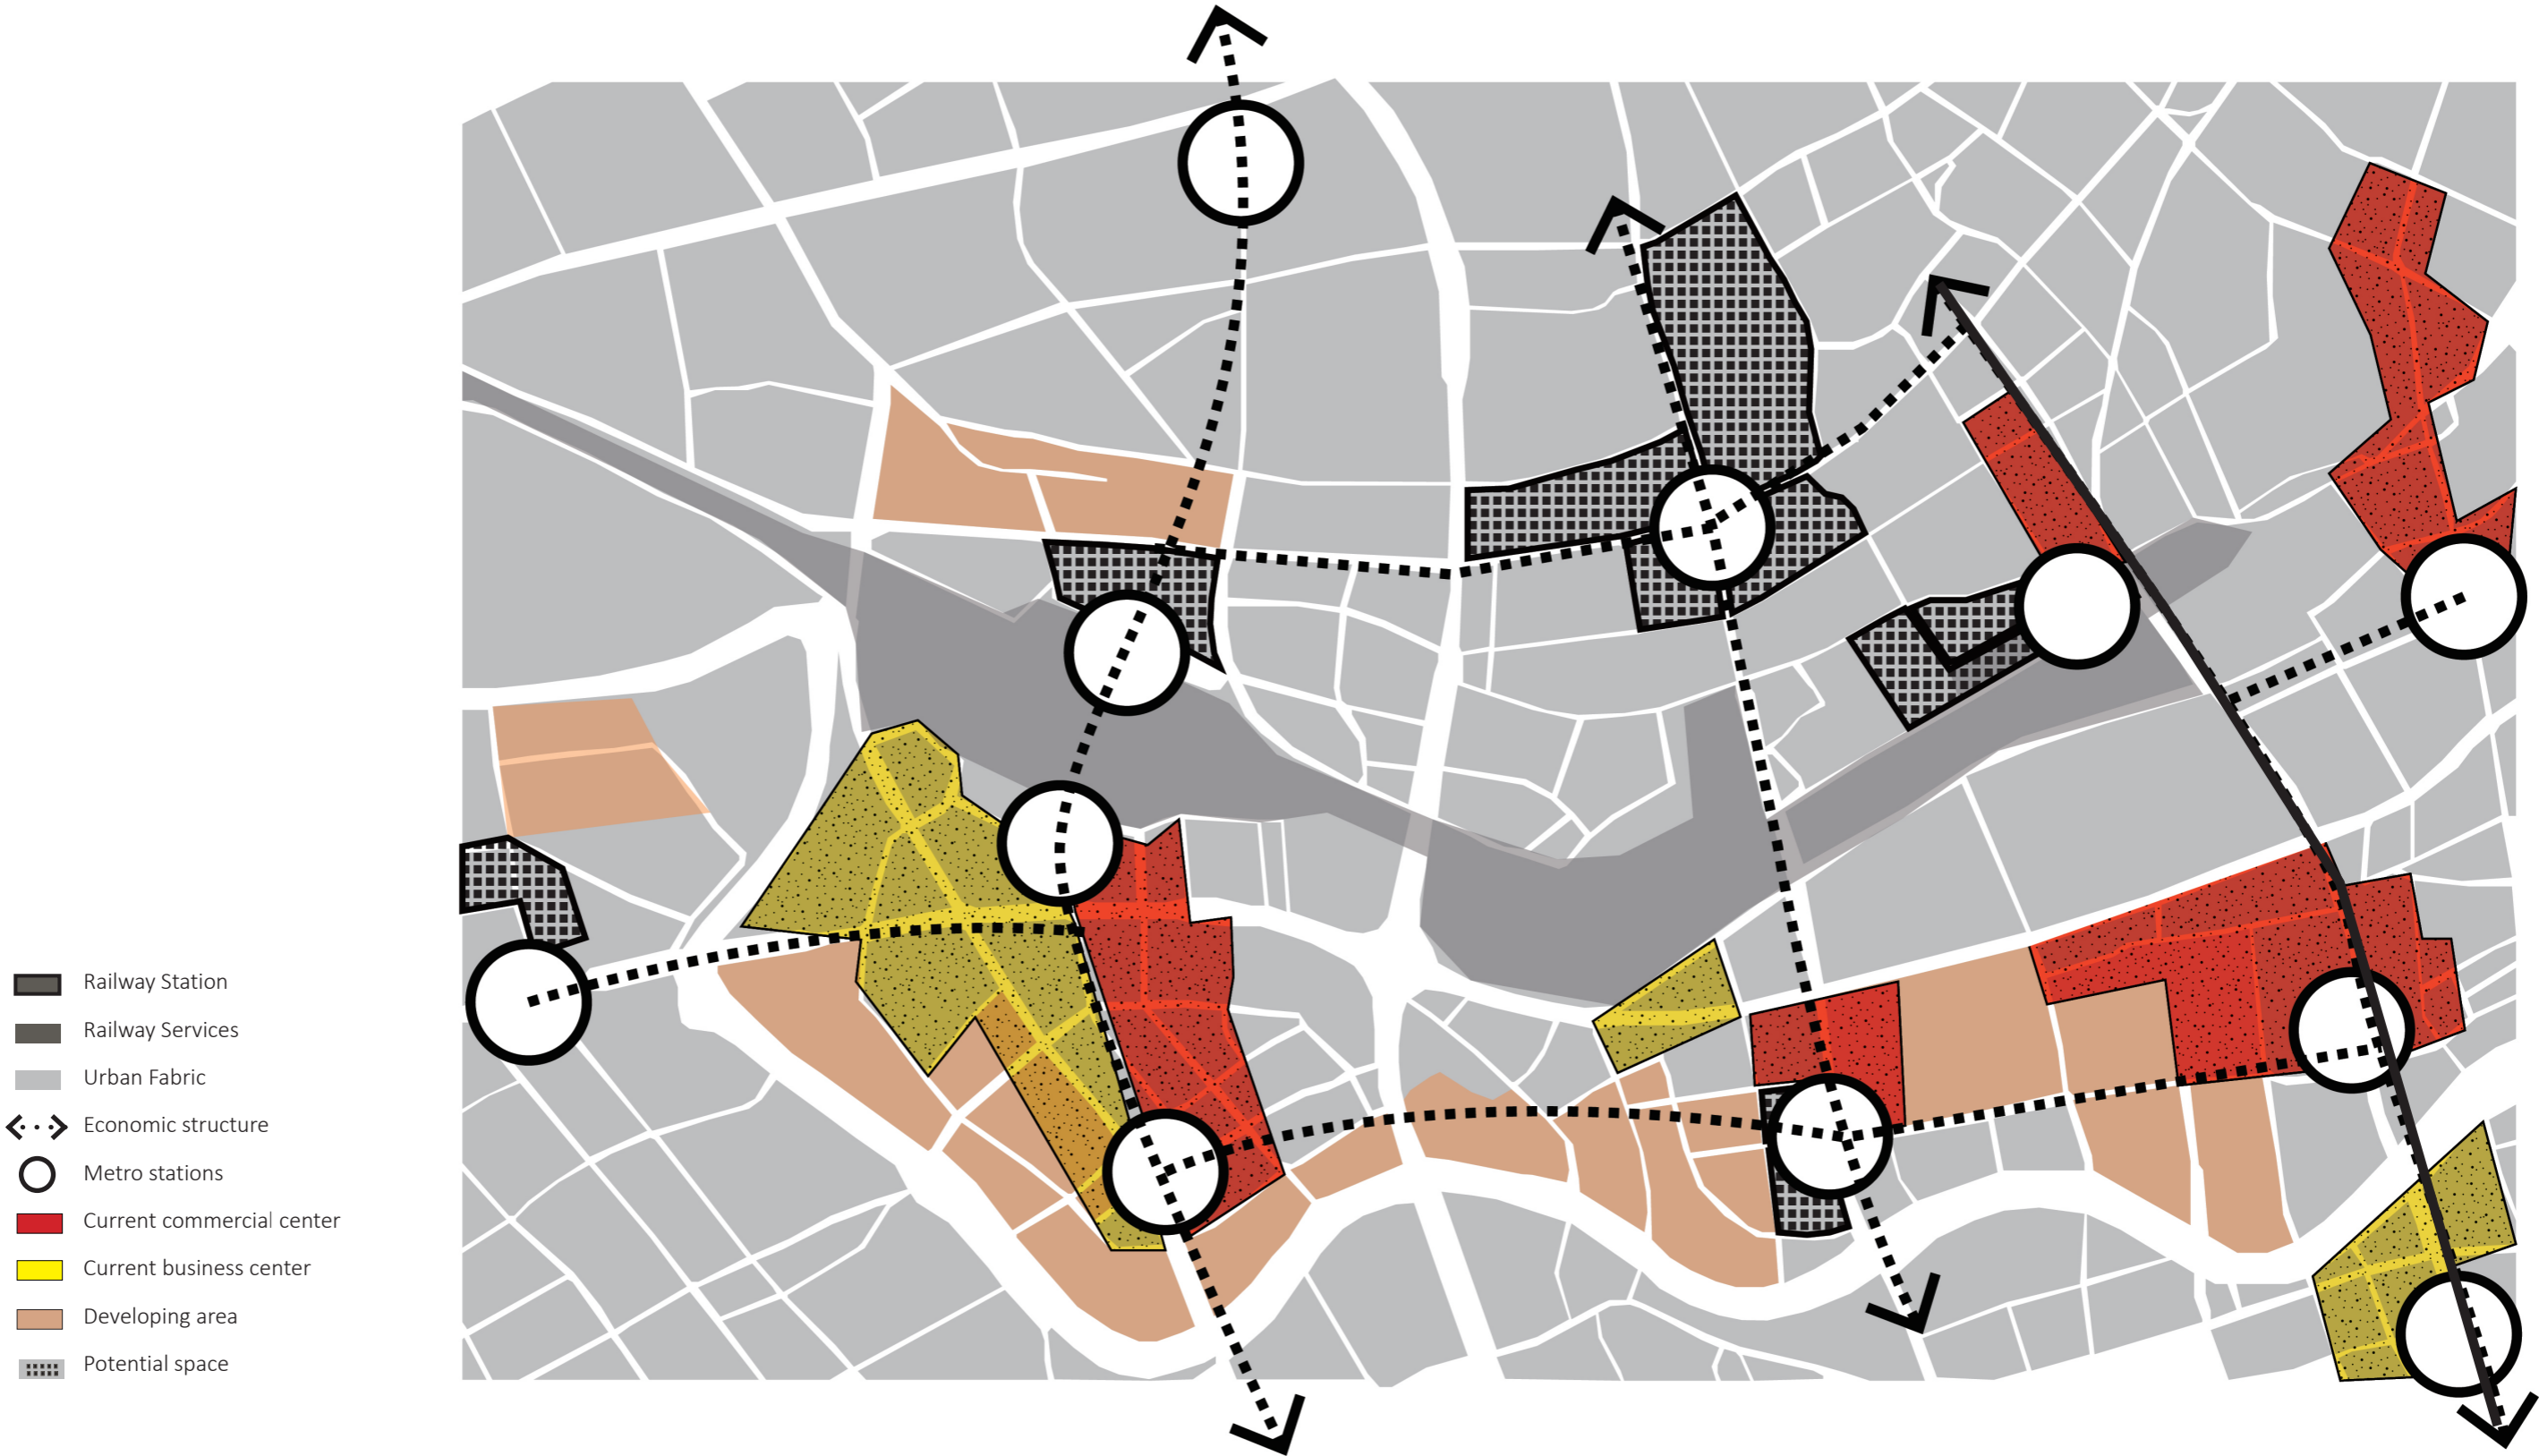 Railway Station
Railway Services
Urban Fabric
Economic structure
Metro stations
Current commercial center
Current business center
Developing area
Potential space